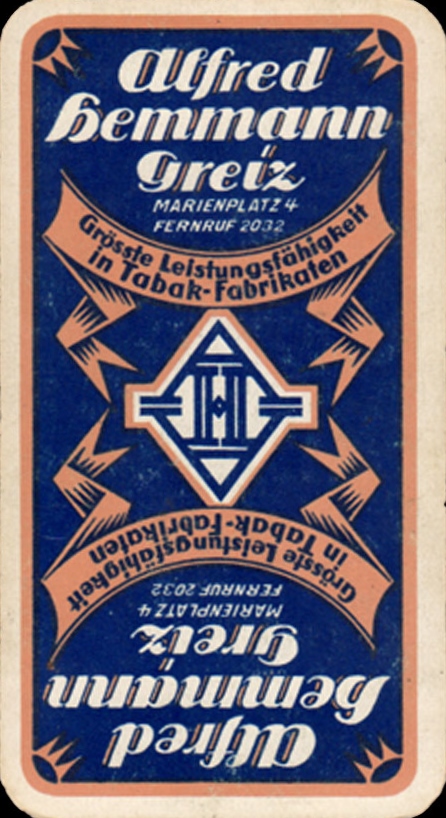 Alfred
Hemmann
Greiz
MARIENPLATZ 4
FERNRUF 2032
Grösste Leistungsfähigkeit
in Tabak-Fabrikaten
H
Grösste Leistungsfähigkeit
in Tabak-Fabrikaten
FERNRUF 2032
MARIENPLATZ 4
Greiz
Hemmann
Alfred